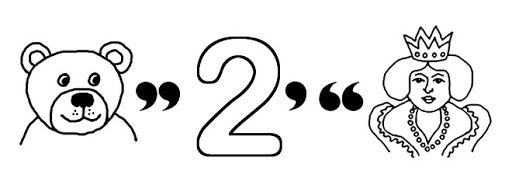 ,, 2 , “